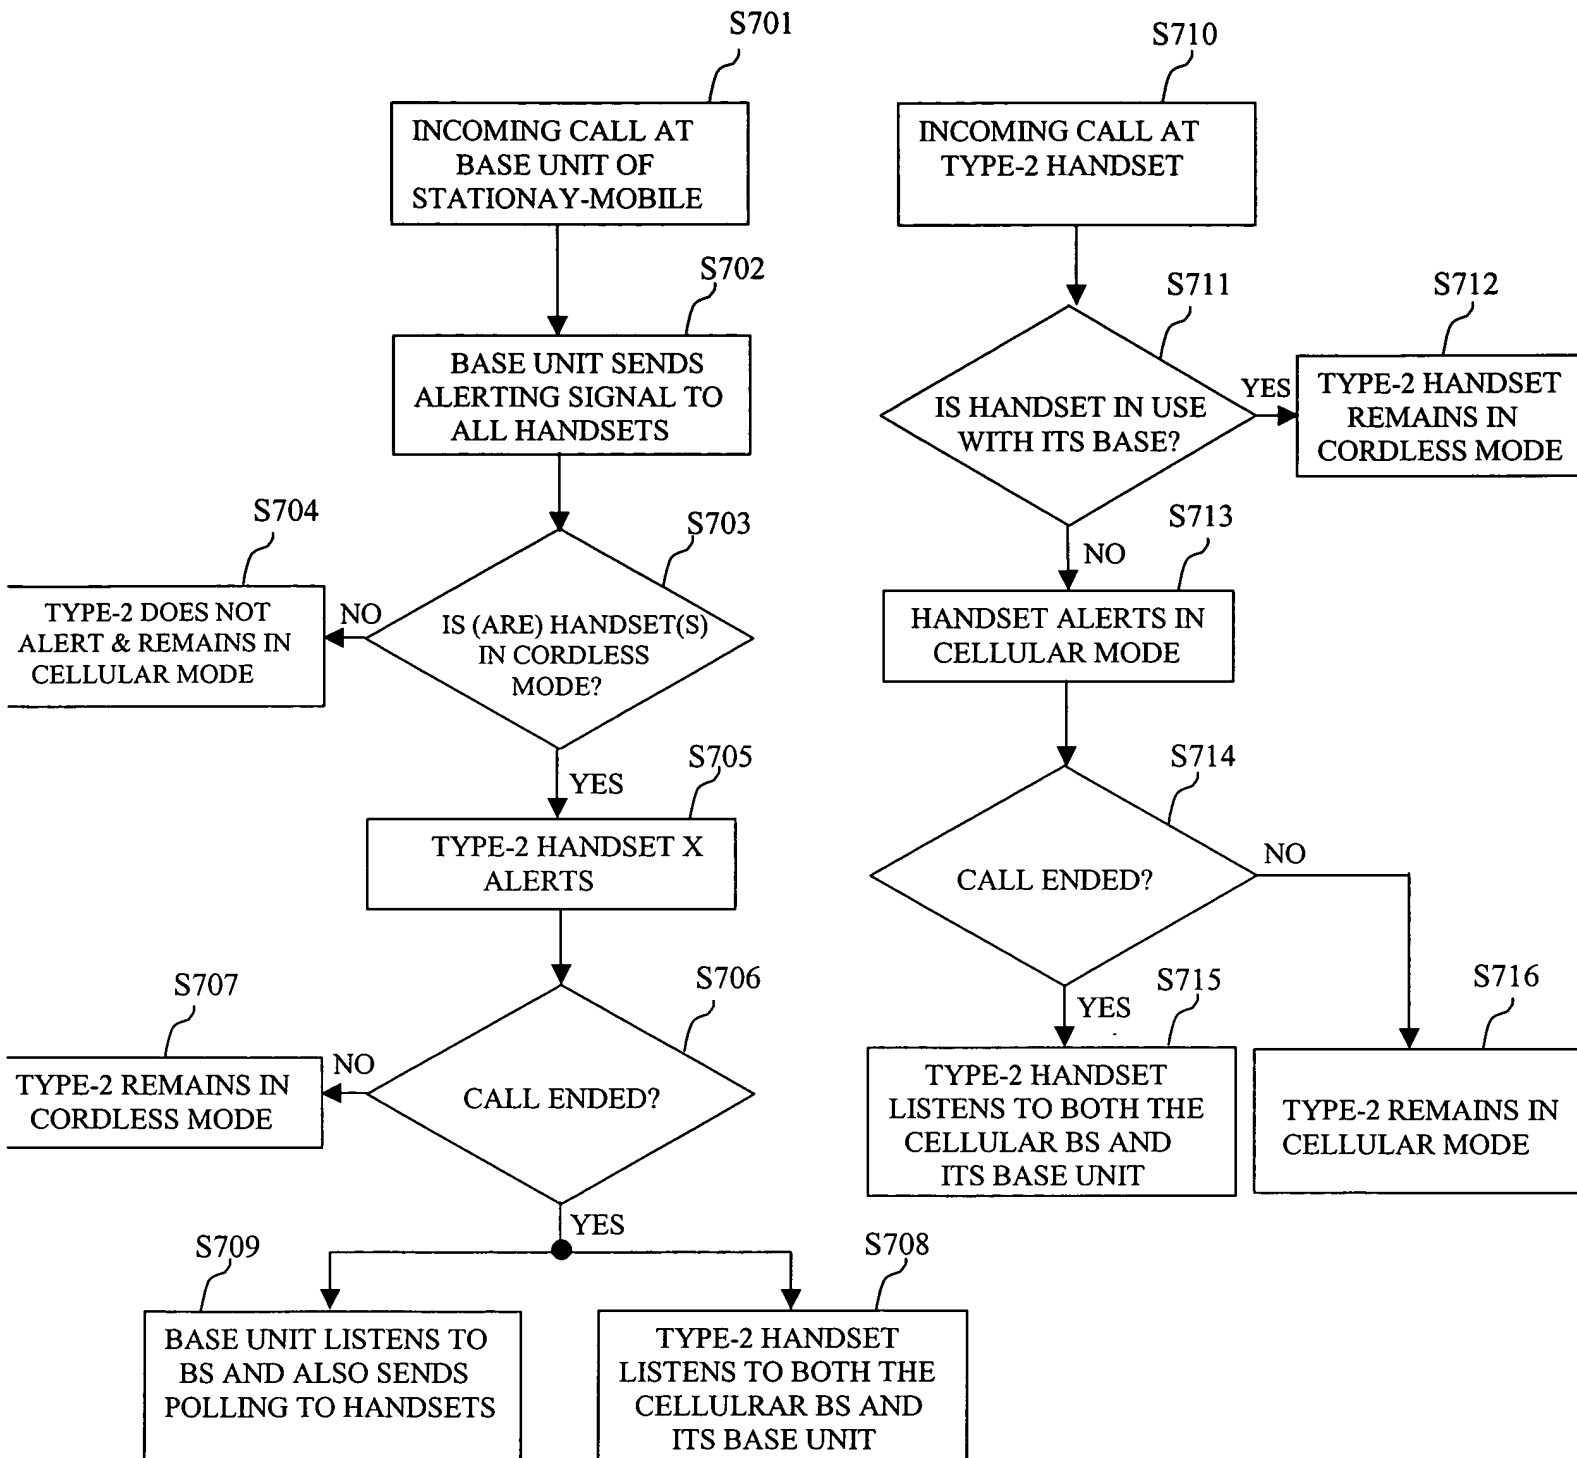 S701
INCOMING CALL AT
BASE UNIT OF
STATIONAY-MOBILE
S702
BASE UNIT SENDS
ALERTING SIGNAL TO
ALL HANDSETS
S703
IS (ARE) HANDSET(S)
IN CORDLESS
MODE?
NO
S704
TYPE-2 DOES NOT
ALERT & REMAINS IN
CELLULAR MODE
YES
S705
TYPE-2 HANDSET X
ALERTS
S706
CALL ENDED?
NO
S707
TYPE-2 REMAINS IN
CORDLESS MODE
YES
S709
BASE UNIT LISTENS TO
BS AND ALSO SENDS
POLLING TO HANDSETS
S708
TYPE-2 HANDSET
LISTENS TO BOTH THE
CELLULRAR BS AND
ITS BASE UNIT
S710
INCOMING CALL AT
TYPE-2 HANDSET
S711
IS HANDSET IN USE
WITH ITS BASE?
YES
S712
TYPE-2 HANDSET
REMAINS IN
CORDLESS MODE
NO
S713
HANDSET ALERTS IN
CELLULAR MODE
S714
CALL ENDED?
YES
S715
TYPE-2 HANDSET
LISTENS TO BOTH THE
CELLULAR BS AND
ITS BASE UNIT
NO
S716
TYPE-2 REMAINS IN
CELLULAR MODE